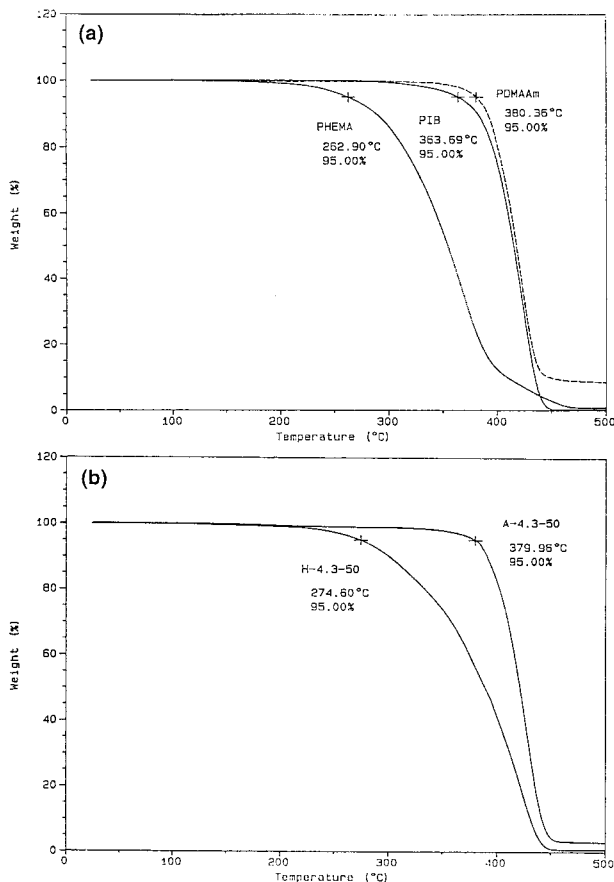 120
(a)
100
PDMAAm
380.36°C
95.00%
PHEMA
262.90°C
95.00%
PIB
363.69°C
95.00%
80
Weight (%)
60
40
20
0
0 100 200 300 400 500
Temperature (°C)
120
(b)
100
A-4.3-50
379.96°C
95.00%
H-4.3-50
274.60°C
95.00%
80
Weight (%)
60
40
20
0
0 100 200 300 400 500
Temperature (°C)